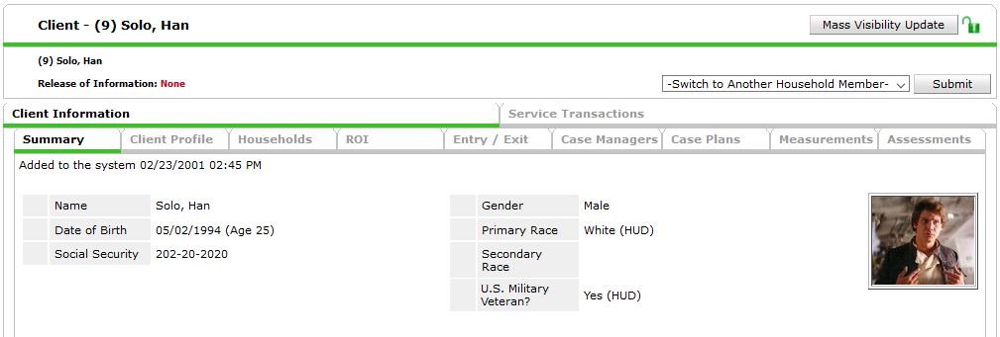 Client - (9) Solo, Han
Mass Visibility Update
(9) Solo, Han
Release of Information: None
-Switch to Another Household Member-
Submit
Client Information
Service Transactions
Summary
Client Profile
Households
ROI
Entry / Exit
Case Managers
Case Plans
Measurements
Assessments
Added to the system 02/23/2001 02:45 PM
Name Solo, Han
Date of Birth 05/02/1994 (Age 25)
Social Security 202-20-2020
Gender Male
Primary Race White (HUD)
Secondary
Race
U.S. Military
Veteran? Yes (HUD)